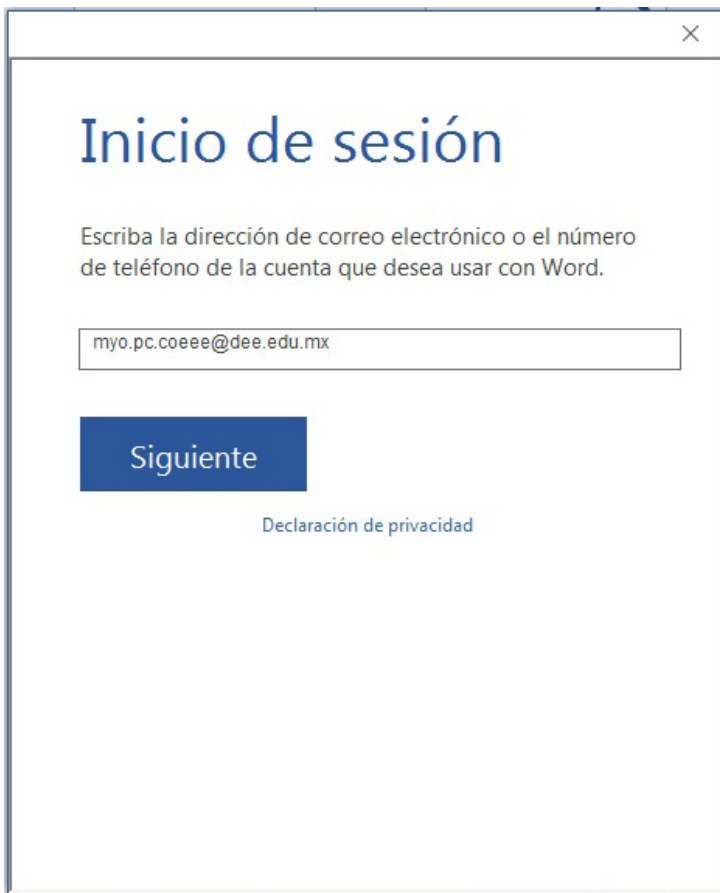 Inicio de sesión
Escriba la dirección de correo electrónico o el número
de teléfono de la cuenta que desea usar con Word.
myo.pc.coeee@dee.edu.mx
Siguiente
Declaración de privacidad